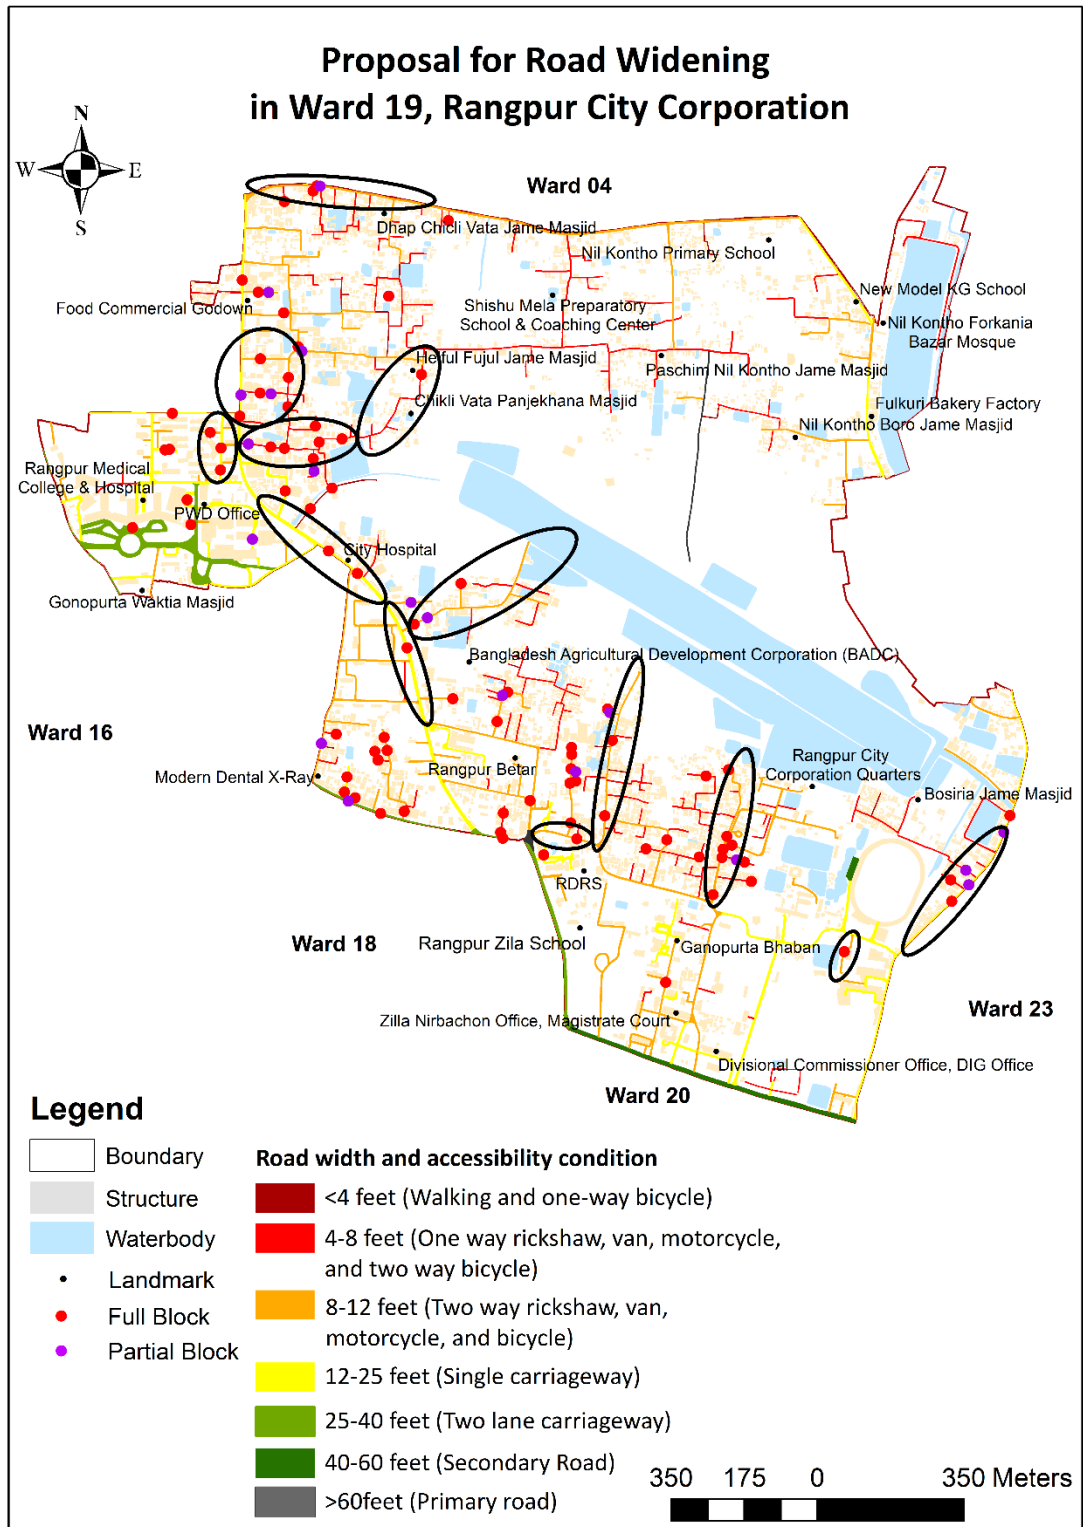 Proposal for Road Widening
in Ward 19, Rangpur City Corporation
N
W
E
S
Ward 04
Dhap Chicli Vata Jame Masjid
Nil Kontho Primary School
New Model KG School
Food Commercial Godown
Shishu Mela Preparatory
School & Coaching Center
Nil Kontho Forkania
Bazar Mosque
Helful Fujul Jame Masjid
Paschim Nil Kontho Jame Masjid
Chikli Vata Panjekhana Masjid
Fulkuri Bakery Factory
Nil Kontho Boro Jame Masjid
Rangpur Medical
College & Hospital
PWD Office
City Hospital
Gonopurta Waktia Masjid
Bangladesh Agricultural Development Corporation (BADC)
Ward 16
Rangpur City
Corporation Quarters
Modern Dental X-Ray
Rangpur Betar
Bosiria Jame Masjid
RDRS
Ward 18
Rangpur Zila School
Ganopurta Bhaban
Ward 23
Zilla Nirbachon Office, Magistrate Court
Divisional Commissioner Office, DIG Office
Ward 20
Legend
Boundary
Structure
Waterbody
Landmark
Full Block
Partial Block
Road width and accessibility condition
<4 feet (Walking and one-way bicycle)
4-8 feet (One way rickshaw, van, motorcycle,
and two way bicycle)
8-12 feet (Two way rickshaw, van,
motorcycle, and bicycle)
12-25 feet (Single carriageway)
25-40 feet (Two lane carriageway)
40-60 feet (Secondary Road)
>60feet (Primary road)
350 175 0 350 Meters